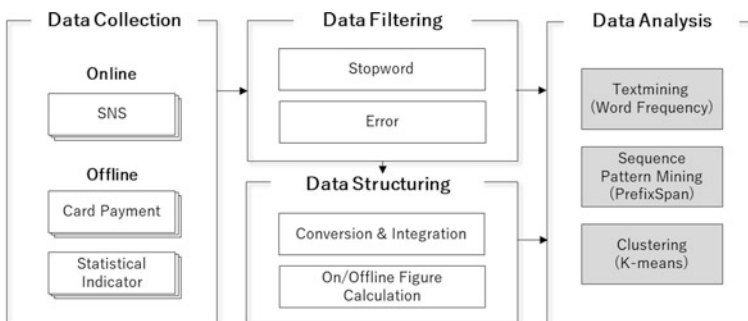 Data Collection
Online
SNS
Offline
Card Payment
Statistical
Indicator
Data Filtering
Stopword
Error
Data Structuring
Conversion & Integration
On/Offline Figure
Calculation
Data Analysis
Textmining
(Word Frequency)
Sequence
Pattern Mining
(PrefixSpan)
Clustering
(K-means)